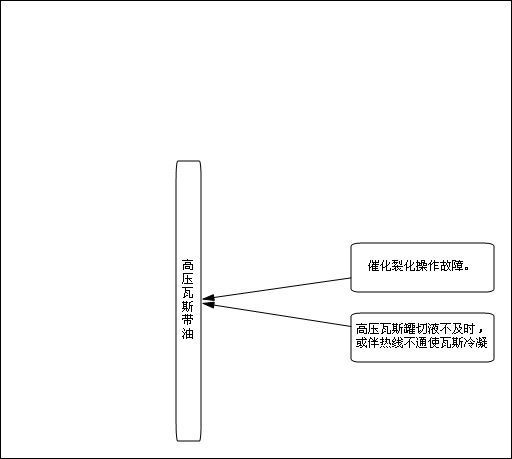 高压瓦斯带油
催化裂化操作故障。
高压瓦斯罐切液不及时，
或伴热线不通使瓦斯冷凝